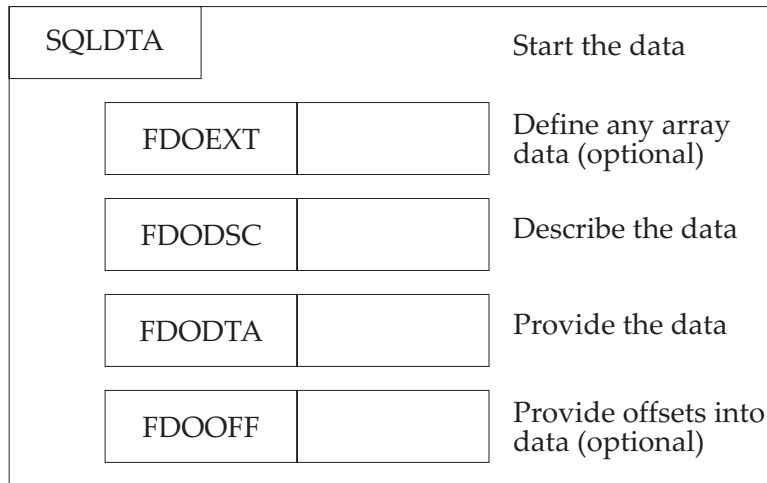 SQLDTA Start the data
FDOEXT Define any array
data (optional)
FDODSC Describe the data
FDODTA Provide the data
FDOOFF Provide offsets into
data (optional)